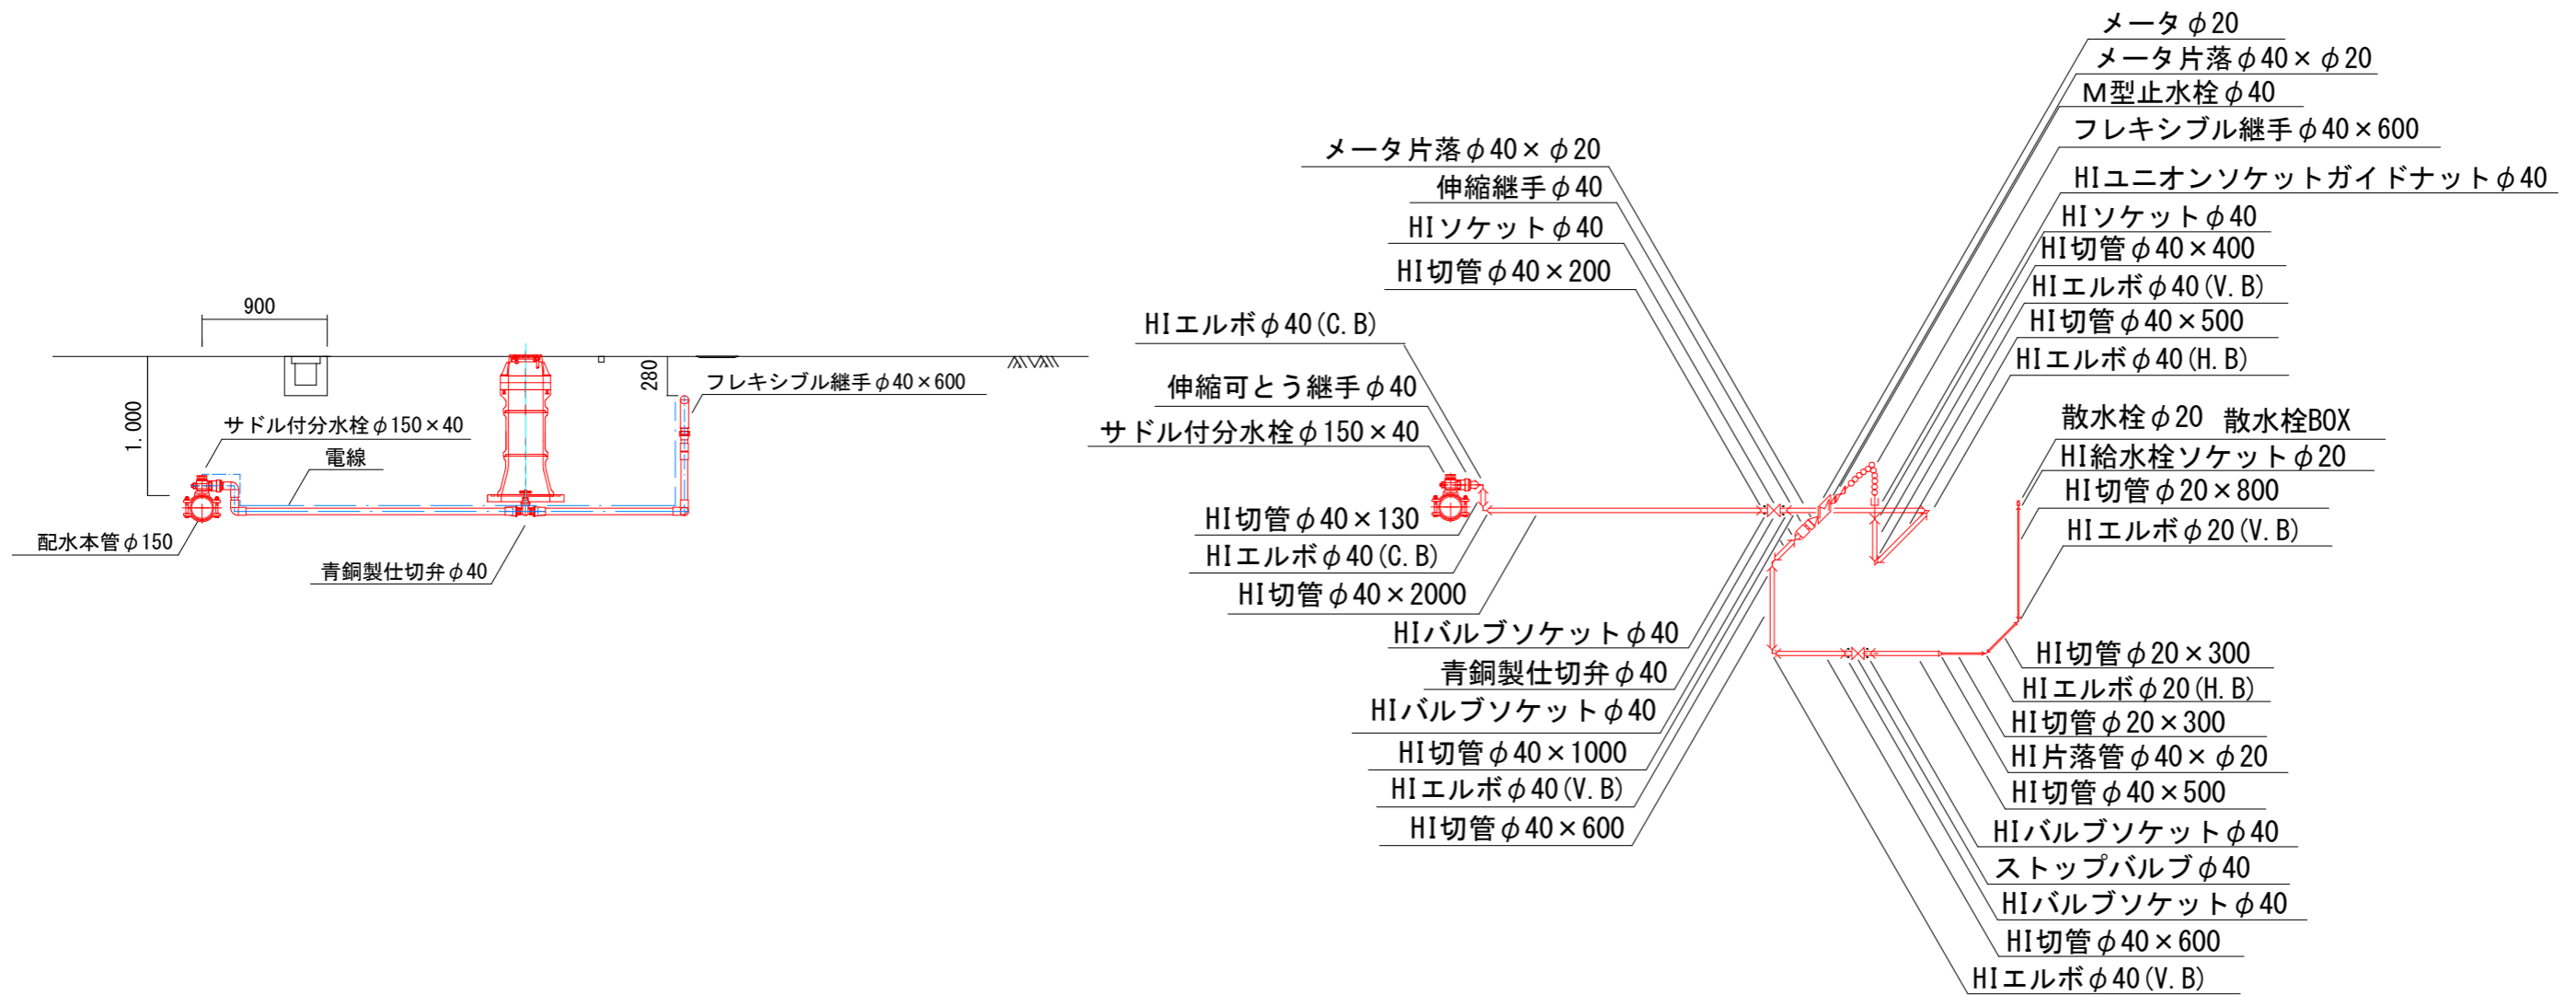 900
1.000
280
フレキシブル継手φ40×600
サドル付分水栓φ150×40
電線
配水本管φ150
青銅製仕切弁φ40
メータ片落φ40×φ20
伸縮継手φ40
HIソケットφ40
HI切管φ40×200
HIエルボφ40(C.B)
伸縮可とう継手φ40
サドル付分水栓φ150×40
HI切管φ40×130
HIエルボφ40(C.B)
HI切管φ40×2000
HIバルブソケットφ40
青銅製仕切弁φ40
HIバルブソケットφ40
HI切管φ40×1000
HIエルボφ40(V.B)
HI切管φ40×600
メータφ20
メータ片落φ40×φ20
M型止水栓φ40
フレキシブル継手φ40×600
HIユニオンソケットガイドナットφ40
HIソケットφ40
HI切管φ40×400
HIエルボφ40(V.B)
HI切管φ40×500
HIエルボφ40(H.B)
散水栓φ20 散水栓BOX
HI給水栓ソケットφ20
HI切管φ20×800
HIエルボφ20(V.B)
HI切管φ20×300
HIエルボφ20(H.B)
HI切管φ20×300
HI片落管φ40×φ20
HI切管φ40×500
HIバルブソケットφ40
ストップバルブφ40
HIバルブソケットφ40
HI切管φ40×600
HIエルボφ40(V.B)